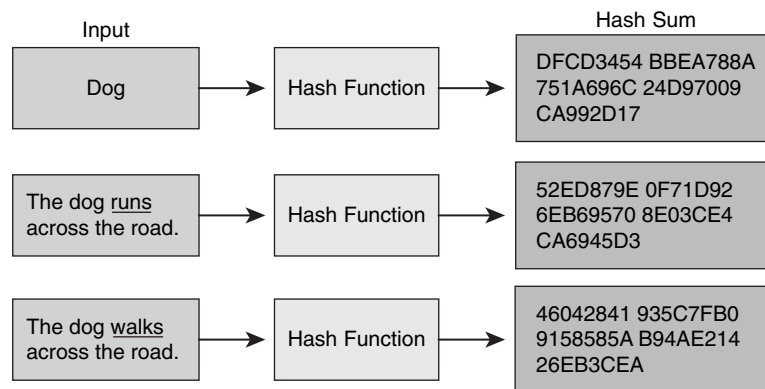 Input
Hash Sum
Dog
Hash Function
DFCD3454 BBEA788A
751A696C 24D97009
CA992D17
The dog runs
across the road.
Hash Function
52ED879E 0F71D92
6EB69570 8E03CE4
CA6945D3
The dog walks
across the road.
Hash Function
46042841 935C7FB0
9158585A B94AE214
26EB3CEA